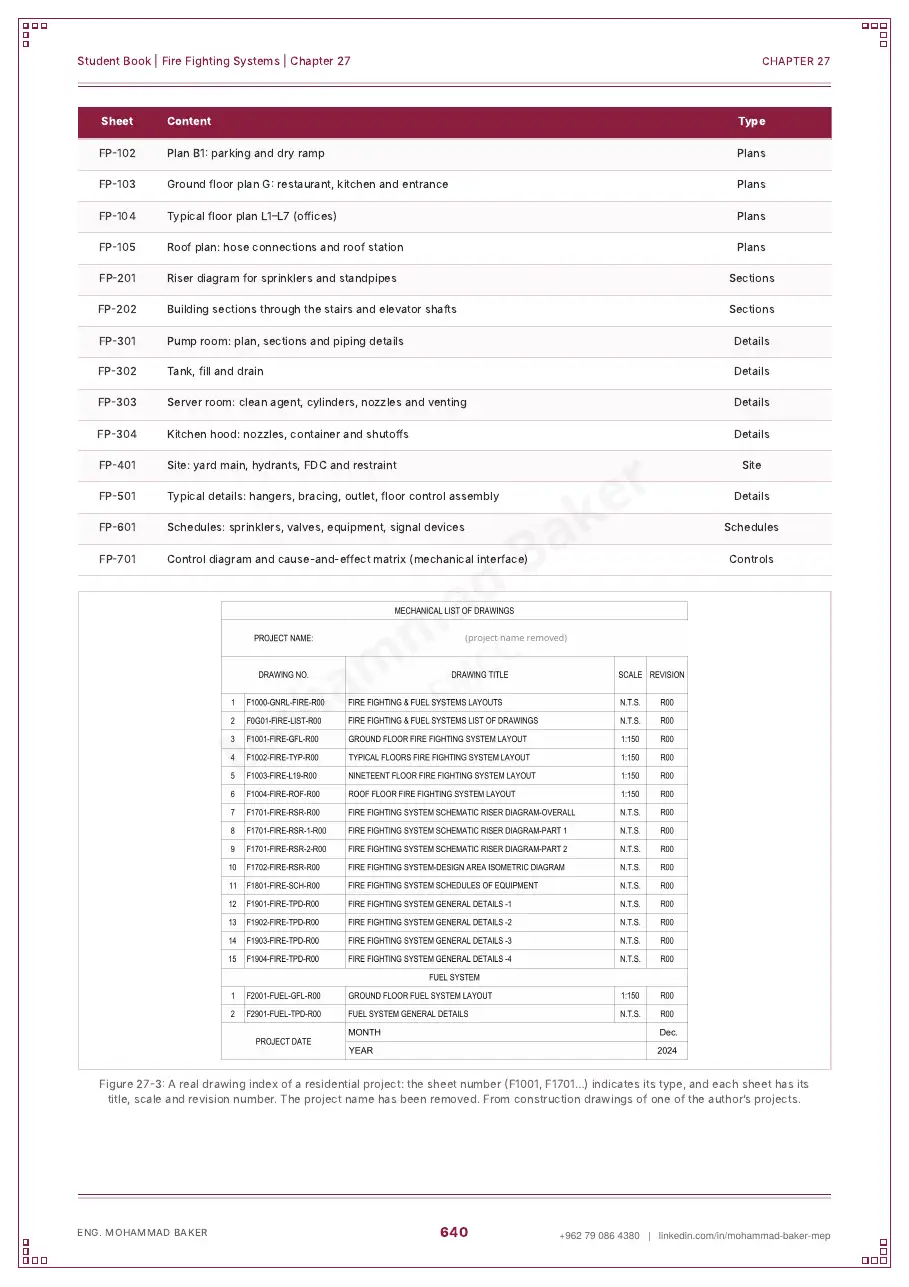 Student Book | Fire Fighting Systems | Chapter 27
CHAPTER 27
Sheet Content Type
FP-102 Plan B1: parking and dry ramp Plans
FP-103 Ground floor plan G: restaurant, kitchen and entrance Plans
FP-104 Typical floor plan L1–L7 (offices) Plans
FP-105 Roof plan: hose connections and roof station Plans
FP-201 Riser diagram for sprinklers and standpipes Sections
FP-202 Building sections through the stairs and elevator shafts Sections
FP-301 Pump room: plan, sections and piping details Details
FP-302 Tank, fill and drain Details
FP-303 Server room: clean agent, cylinders, nozzles and venting Details
FP-304 Kitchen hood: nozzles, container and shutoffs Details
FP-401 Site: yard main, hydrants, FDC and restraint Site
FP-501 Typical details: hangers, bracing, outlet, floor control assembly Details
FP-601 Schedules: sprinklers, valves, equipment, signal devices Schedules
FP-701 Control diagram and cause-and-effect matrix (mechanical interface) Controls
MECHANICAL LIST OF DRAWINGS
PROJECT NAME: (project name removed)
DRAWING NO. DRAWING TITLE SCALE REVISION
1 F1000-GNRL-FIRE-R00 FIRE FIGHTING & FUEL SYSTEMS LAYOUTS N.T.S. R00
2 F0G01-FIRE-LIST-R00 FIRE FIGHTING & FUEL SYSTEMS LIST OF DRAWINGS N.T.S. R00
3 F1001-FIRE-GFL-R00 GROUND FLOOR FIRE FIGHTING SYSTEM LAYOUT 1:150 R00
4 F1002-FIRE-TYP-R00 TYPICAL FLOORS FIRE FIGHTING SYSTEM LAYOUT 1:150 R00
5 F1003-FIRE-L19-R00 NINETEENT FLOOR FIRE FIGHTING SYSTEM LAYOUT 1:150 R00
6 F1004-FIRE-ROF-R00 ROOF FLOOR FIRE FIGHTING SYSTEM LAYOUT 1:150 R00
7 F1701-FIRE-RSR-R00 FIRE FIGHTING SYSTEM SCHEMATIC RISER DIAGRAM-OVERALL N.T.S. R00
8 F1701-FIRE-RSR-1-R00 FIRE FIGHTING SYSTEM SCHEMATIC RISER DIAGRAM-PART 1 N.T.S. R00
9 F1701-FIRE-RSR-2-R00 FIRE FIGHTING SYSTEM SCHEMATIC RISER DIAGRAM-PART 2 N.T.S. R00
10 F1702-FIRE-RSR-R00 FIRE FIGHTING SYSTEM-DESIGN AREA ISOMETRIC DIAGRAM N.T.S. R00
11 F1801-FIRE-SCH-R00 FIRE FIGHTING SYSTEM SCHEDULES OF EQUIPMENT N.T.S. R00
12 F1901-FIRE-TPD-R00 FIRE FIGHTING SYSTEM GENERAL DETAILS -1 N.T.S. R00
13 F1902-FIRE-TPD-R00 FIRE FIGHTING SYSTEM GENERAL DETAILS -2 N.T.S. R00
14 F1903-FIRE-TPD-R00 FIRE FIGHTING SYSTEM GENERAL DETAILS -3 N.T.S. R00
15 F1904-FIRE-TPD-R00 FIRE FIGHTING SYSTEM GENERAL DETAILS -4 N.T.S. R00
FUEL SYSTEM
1 F2001-FUEL-GFL-R00 GROUND FLOOR FUEL SYSTEM LAYOUT 1:150 R00
2 F2901-FUEL-TPD-R00 FUEL SYSTEM GENERAL DETAILS N.T.S. R00
PROJECT DATE
MONTH Dec.
YEAR 2024
Figure 27-3: A real drawing index of a residential project: the sheet number (F1001, F1701…) indicates its type, and each sheet has its
title, scale and revision number. The project name has been removed. From construction drawings of one of the author's projects.
ENG. MOHAMMAD BAKER
640
+962 79 086 4380 | linkedin.com/in/mohammad-baker-mep